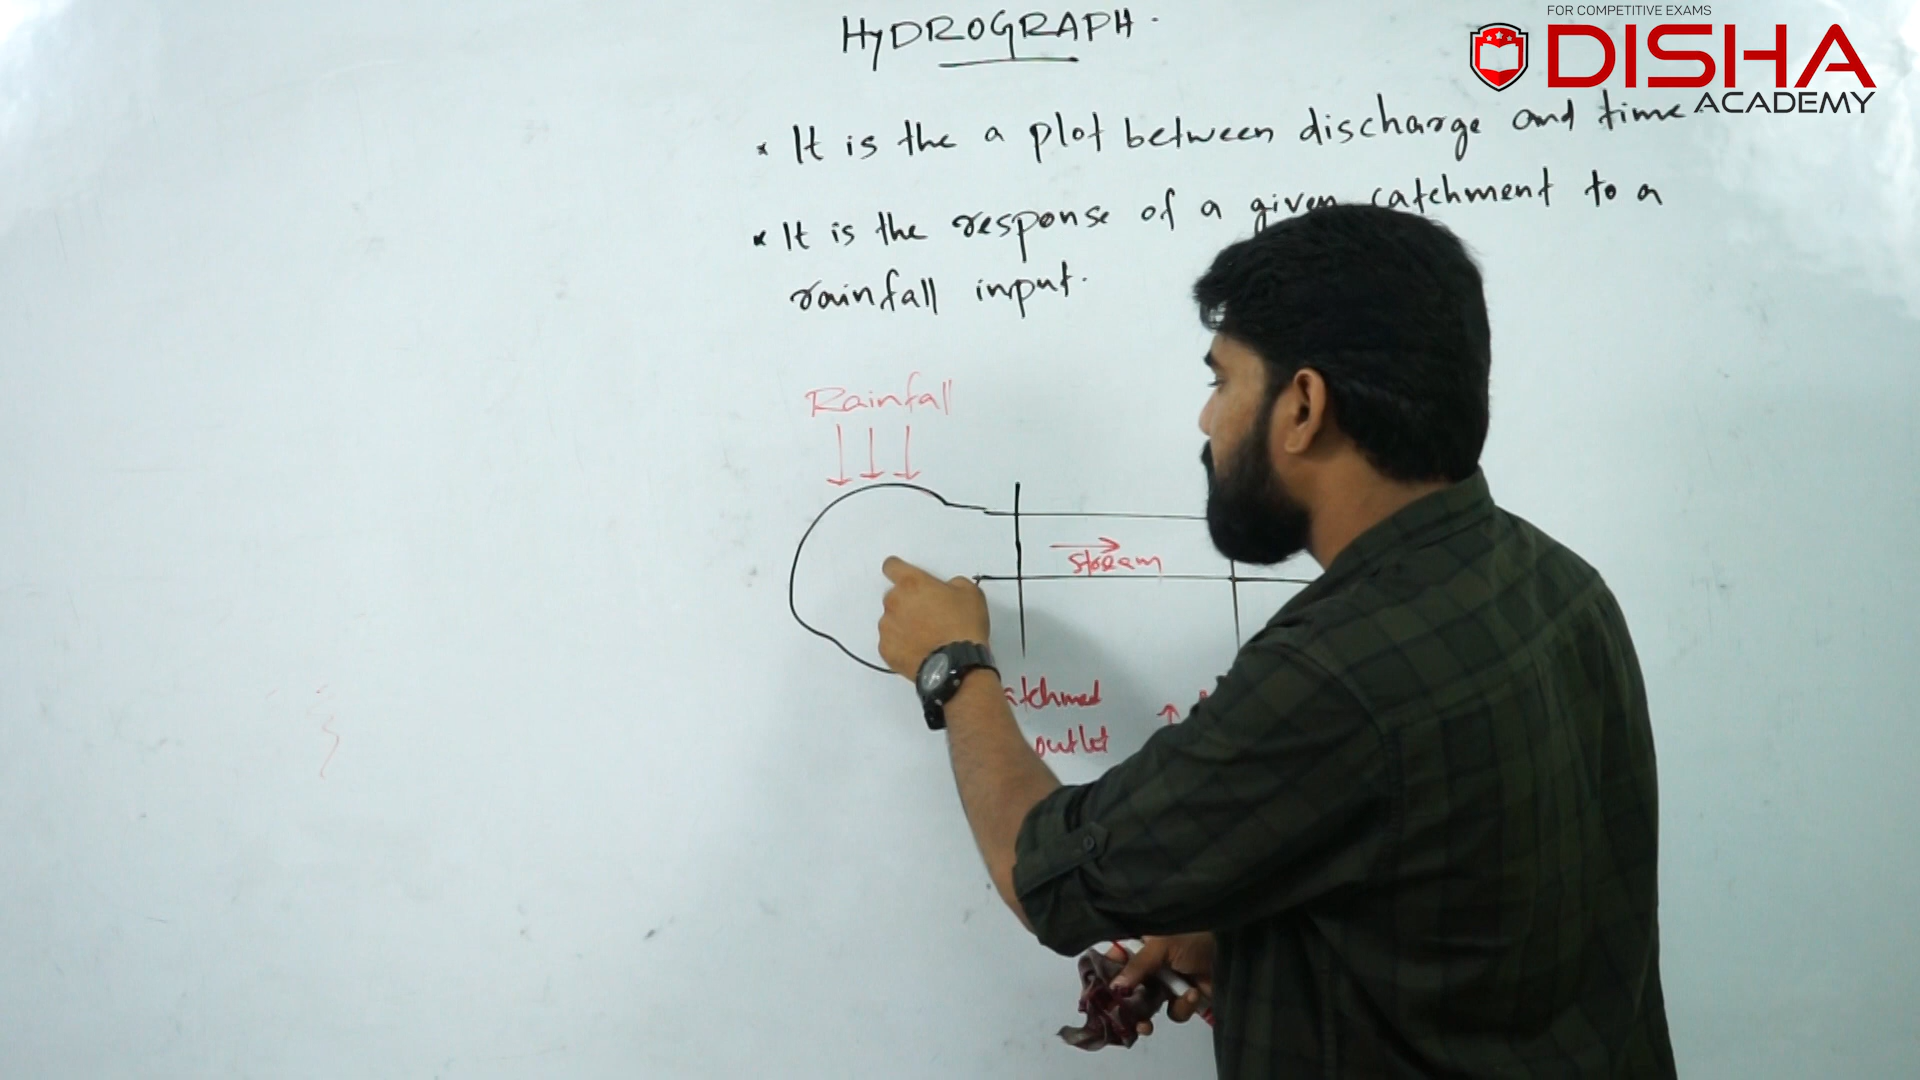 FOR COMPETITIVE EXAMS
DISHA
ACADEMY
HYDROGRAPH.
* It is the a plot between discharge and time
* It is the response of a given catchment to a
rainfall input.
Rainfall
Stream
outlet